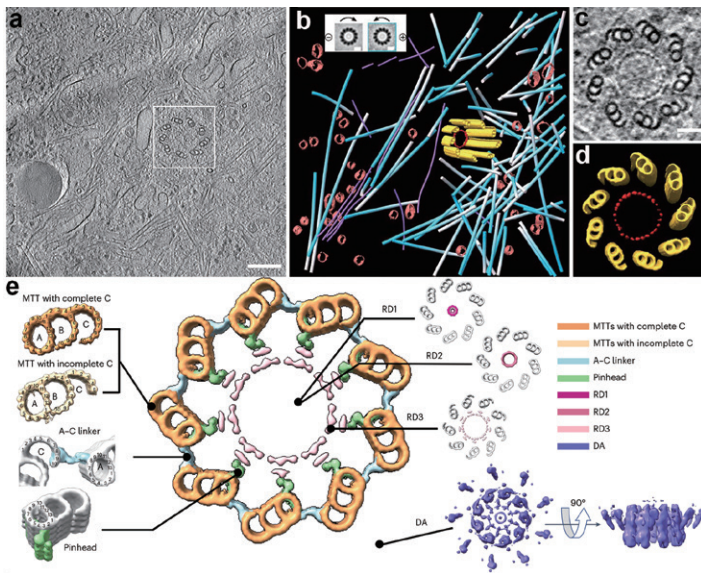 a
b
c
d
e
MTT with complete C
A
B
C
MTT with incomplete C
A
B
C
A–C linker
C
A
Pinhead
RD1
RD2
RD3
DA
90°
MTTs with complete C
MTTs with incomplete C
A–C linker
Pinhead
RD1
RD2
RD3
DA